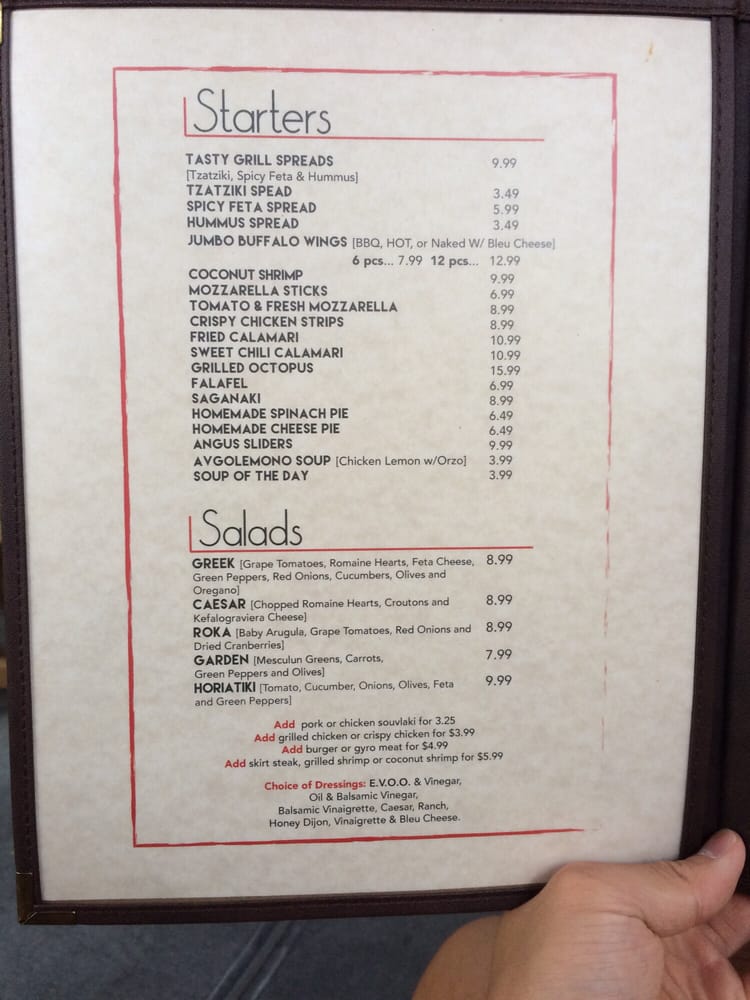 Starters
TASTY GRILL SPREADS 9.99
[Tzatziki, Spicy Feta & Hummus]
TZATZIKI SPEAD 3.49
SPICY FETA SPREAD 5.99
HUMMUS SPREAD 3.49
JUMBO BUFFALO WINGS [BBQ, HOT, or Naked W/ Bleu Cheese]
6 pcs... 7.99 12 pcs... 12.99
COCONUT SHRIMP 9.99
MOZZARELLA STICKS 6.99
TOMATO & FRESH MOZZARELLA 8.99
CRISPY CHICKEN STRIPS 8.99
FRIED CALAMARI 10.99
SWEET CHILI CALAMARI 10.99
GRILLED OCTOPUS 15.99
FALAFEL 6.99
SAGANAKI 8.99
HOMEMADE SPINACH PIE 6.49
HOMEMADE CHEESE PIE 6.49
ANGUS SLIDERS 9.99
AVGOLEMONO SOUP [Chicken Lemon w/Orzo] 3.99
SOUP OF THE DAY 3.99
Salads
GREEK [Grape Tomatoes, Romaine Hearts, Feta Cheese, 8.99
Green Peppers, Red Onions, Cucumbers, Olives and
Oregano]
CAESAR [Chopped Romaine Hearts, Croutons and 8.99
Kefalograviera Cheese]
ROKA [Baby Arugula, Grape Tomatoes, Red Onions and 8.99
Dried Cranberries]
GARDEN [Mesculun Greens, Carrots, 7.99
Green Peppers and Olives]
HORIATIKI [Tomato, Cucumber, Onions, Olives, Feta 9.99
and Green Peppers]
Add pork or chicken souvlaki for 3.25
Add grilled chicken or crispy chicken for $3.99
Add burger or gyro meat for $4.99
Add skirt steak, grilled shrimp or coconut shrimp for $5.99
Choice of Dressings: E.V.O.O. & Vinegar,
Oil & Balsamic Vinegar,
Balsamic Vinaigrette, Caesar, Ranch,
Honey Dijon, Vinaigrette & Bleu Cheese.